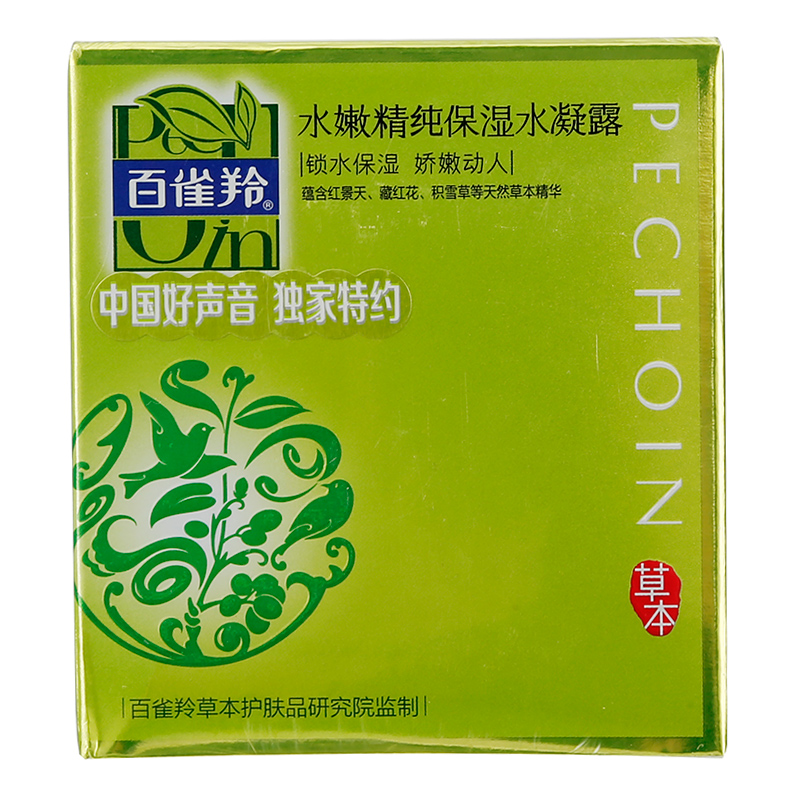 Pechoin
百雀羚®
水嫩精纯保湿水凝露
锁水保湿 娇嫩动人
蕴含红景天、藏红花、积雪草等天然草本精华
中国好声音 独家特约
PECHOIN
草本
百雀羚草本护肤品研究院监制